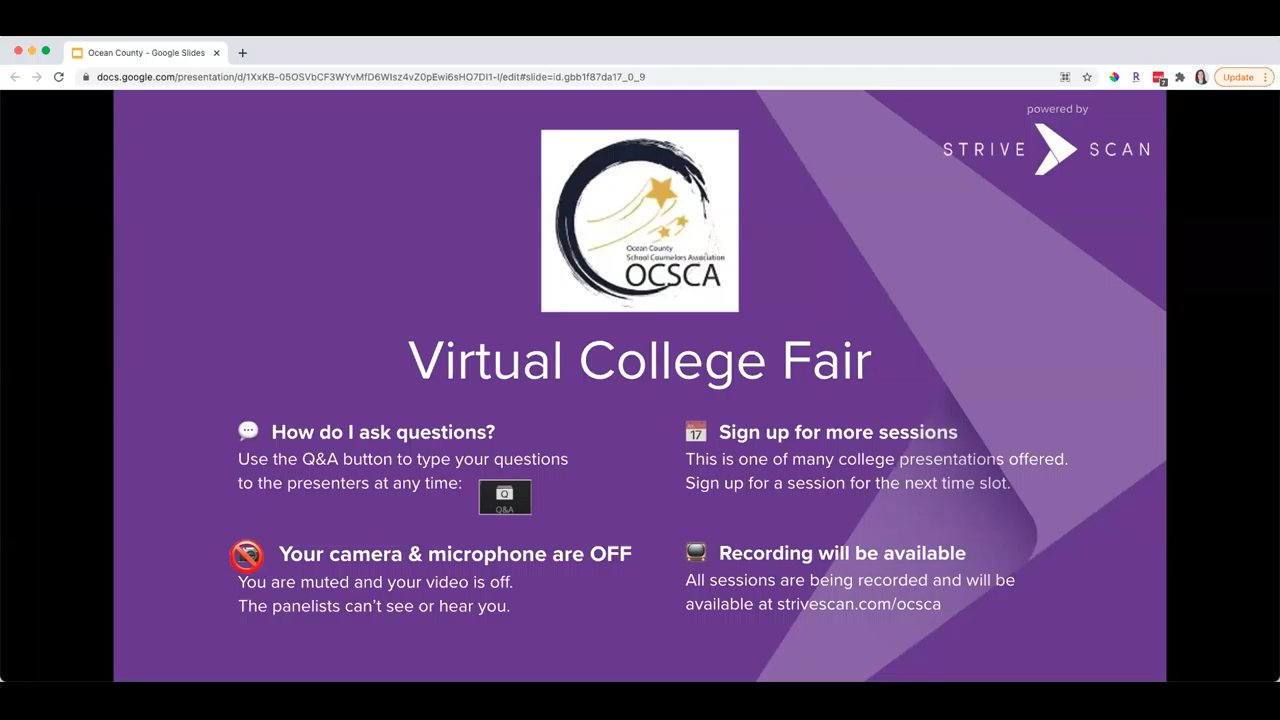 Ocean County - Google Slides
docs.google.com/presentation/d/1XxKB-05OSVbCF3WYvMfD6WIsz4vZ0pEwi6sHO7DI1-I/edit#slide=id.gbb1f87da17_0_9
R
7
Update
powered by
STRIVE SCAN
Ocean County
School Counselors Association
OCSCA
Virtual College Fair
How do I ask questions?
Use the Q&A button to type your questions
to the presenters at any time:
Q
Q&A
Your camera & microphone are OFF
You are muted and your video is off.
The panelists can’t see or hear you.
17
Sign up for more sessions
This is one of many college presentations offered.
Sign up for a session for the next time slot.
Recording will be available
All sessions are being recorded and will be
available at strivescan.com/ocsca